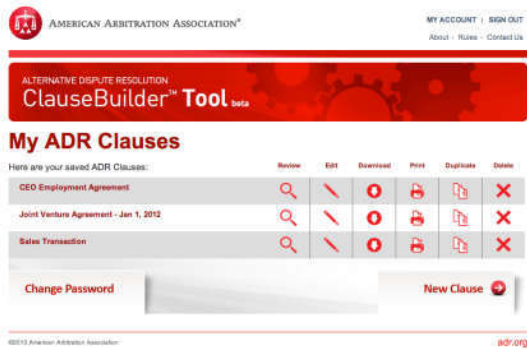 AMERICAN ARBITRATION ASSOCIATION®
MY ACCOUNT | SIGN OUT
About - Rules - Contact Us
ALTERNATIVE DISPUTE RESOLUTION
ClauseBuilder™ Tool beta
My ADR Clauses
Here are your saved ADR Clauses:
Review Edit Download Print Duplicate Delete
CEO Employment Agreement
Joint Venture Agreement - Jan 1, 2012
Sales Transaction
Change Password
New Clause
©2013 American Arbitration Association
adr.org